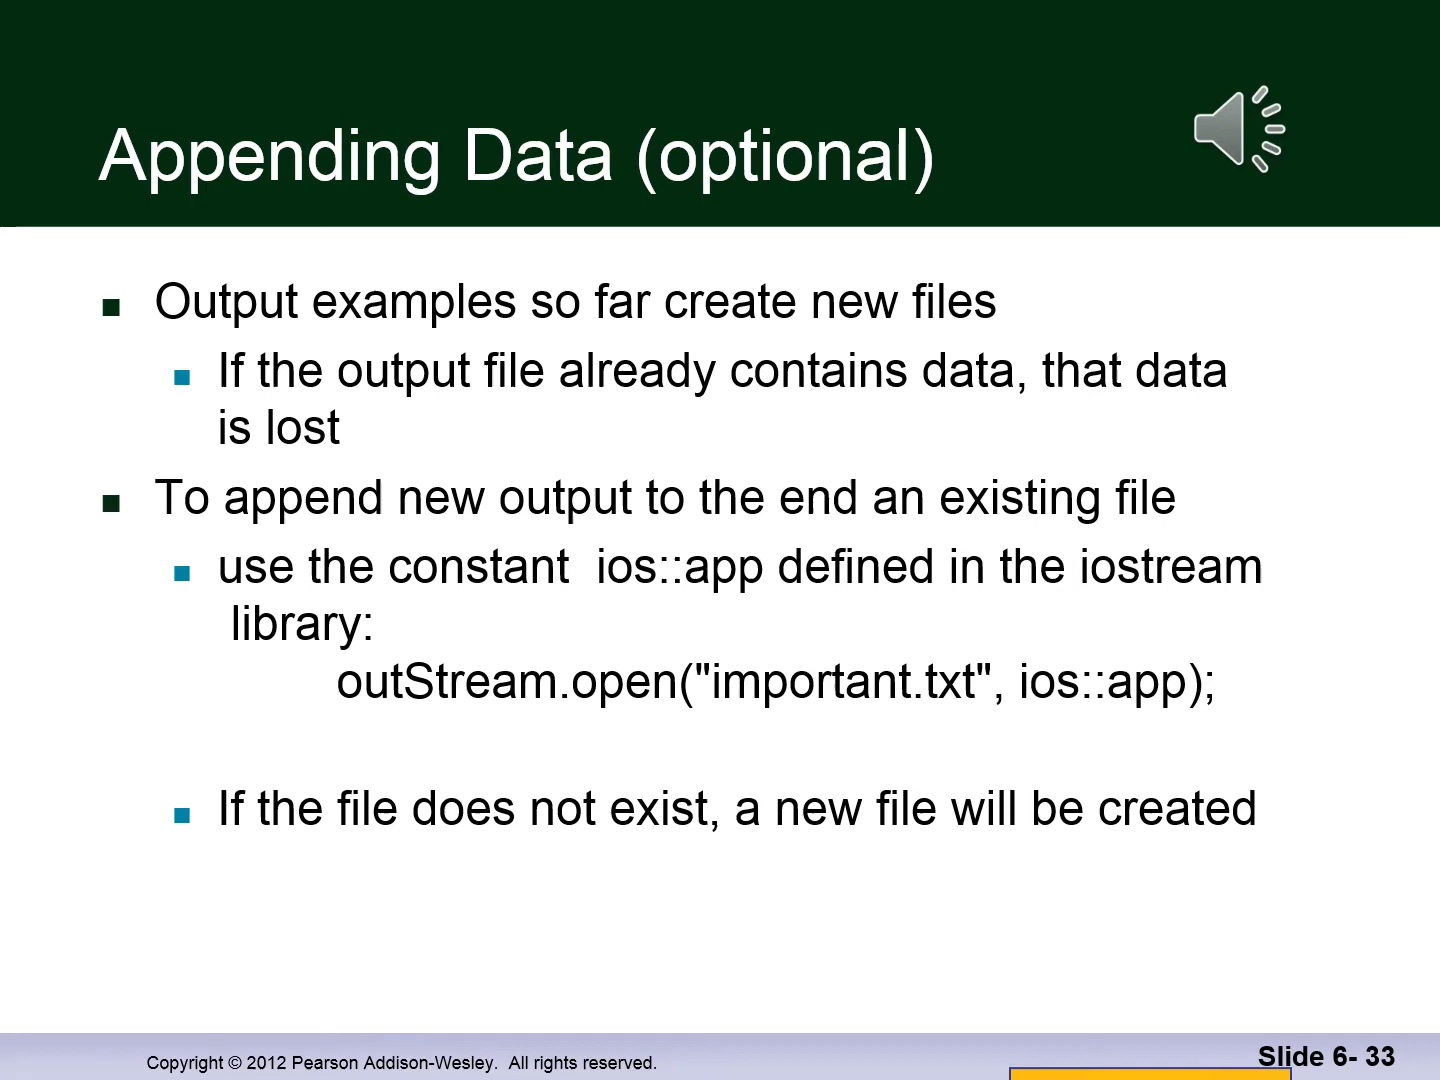 Appending Data (optional)
Output examples so far create new files
If the output file already contains data, that data
is lost
To append new output to the end an existing file
use the constant  ios::app defined in the iostream
library:
outStream.open("important.txt", ios::app);
If the file does not exist, a new file will be created
Copyright © 2012 Pearson Addison-Wesley.  All rights reserved.
Slide 6- 33